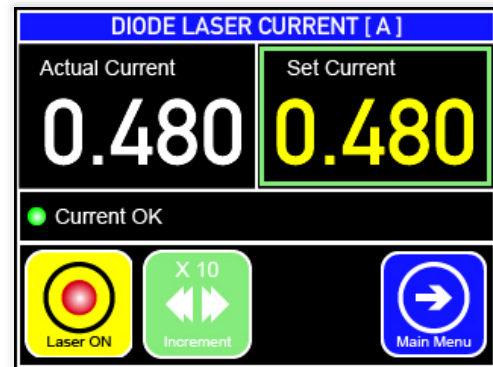 DIODE LASER CURRENT [ A ]
Actual Current
Set Current
0.480
0.480
Current OK
X 10
Laser ON
Increment
Main Menu